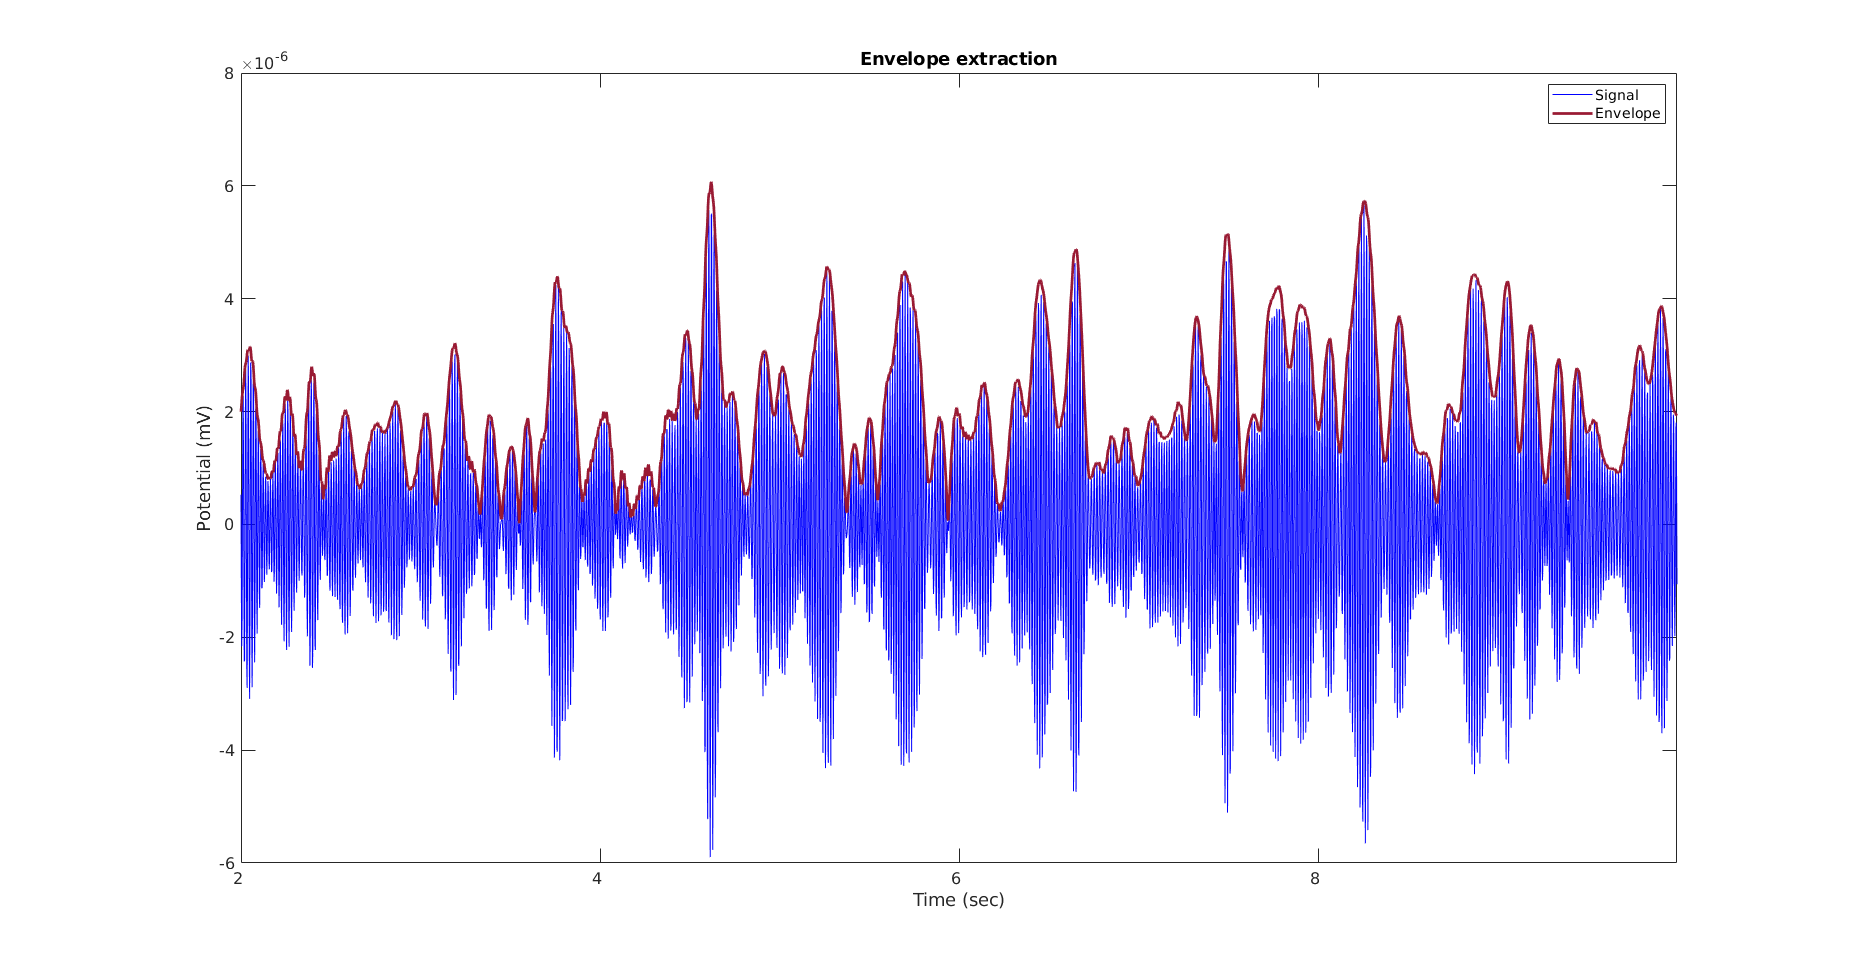 Envelope extraction
×10-6
8
6
4
2
0
-2
-4
-6
Potential (mV)
Signal
Envelope
2 4 6 8
Time (sec)